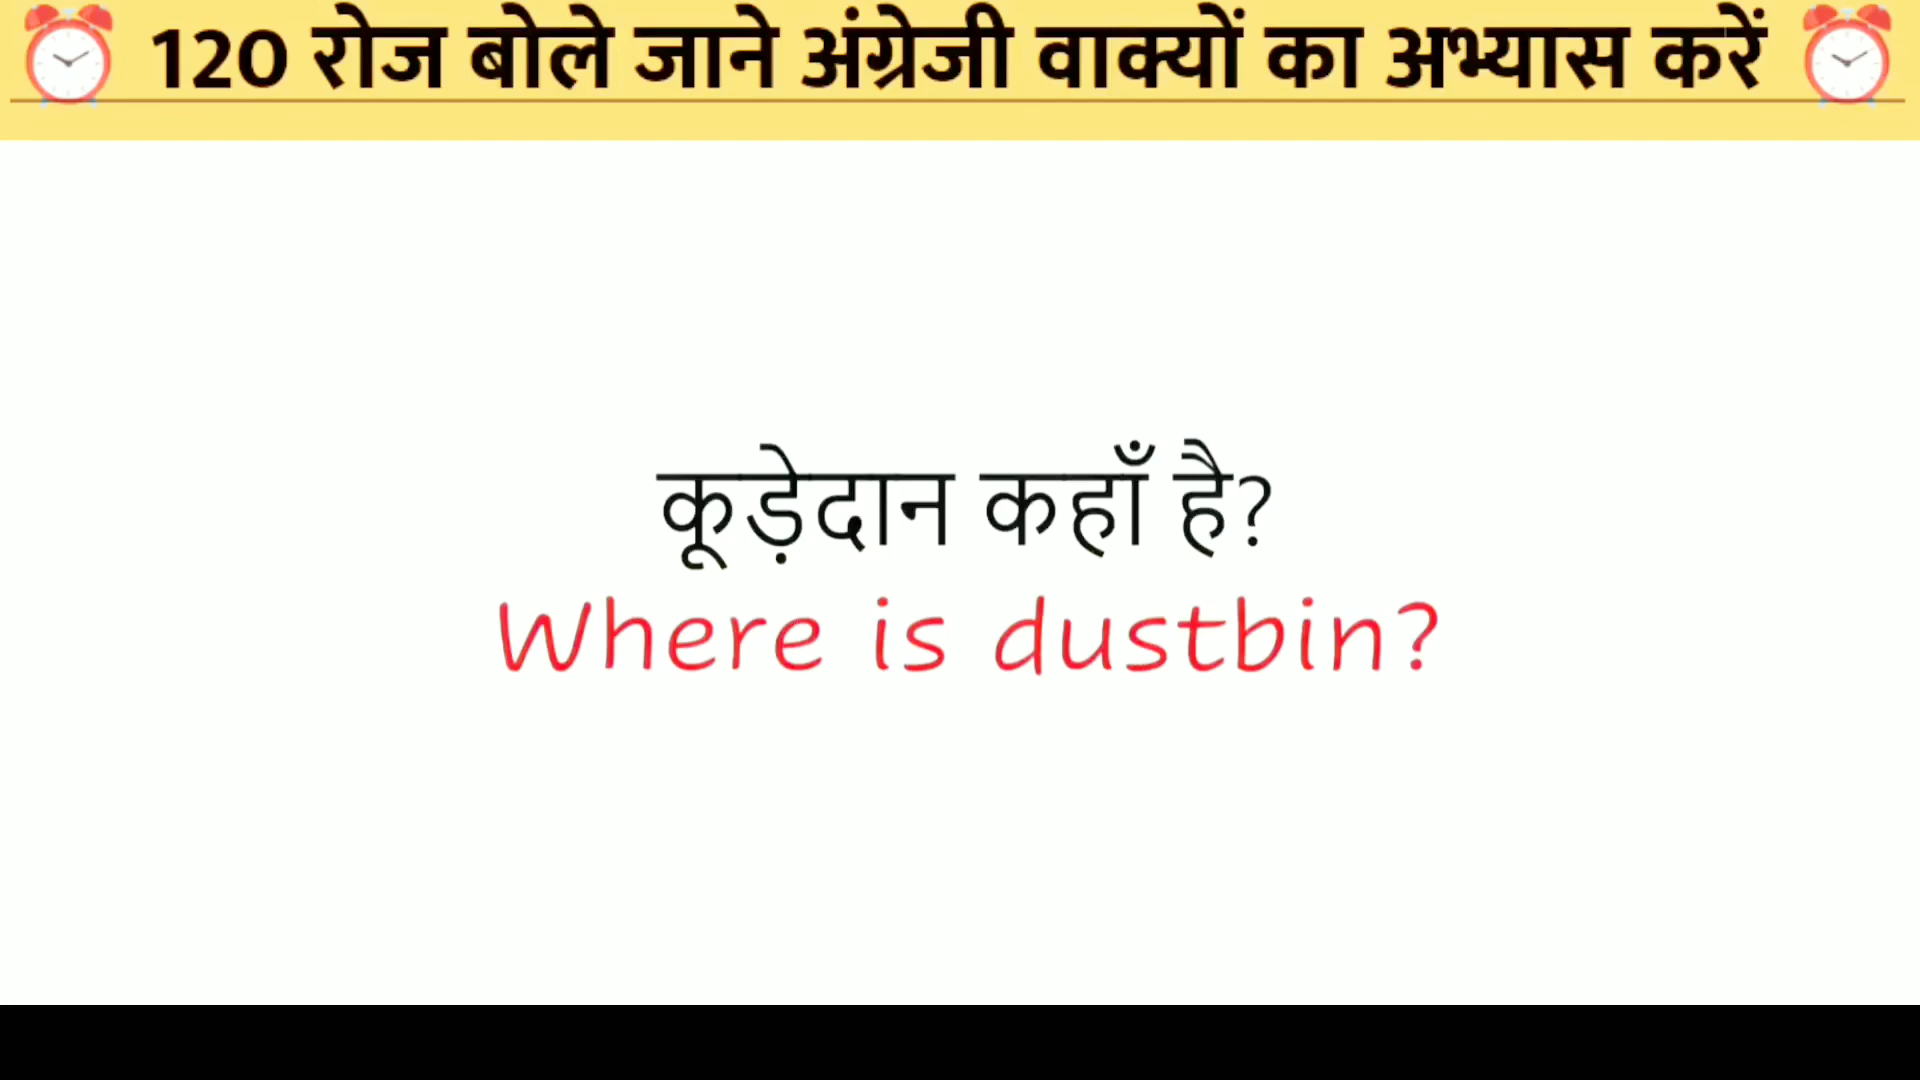 120 रोज बोले जाने अंग्रेजी वाक्यों का अभ्यास करें
कूड़ेदान कहाँ है?
Where is dustbin?